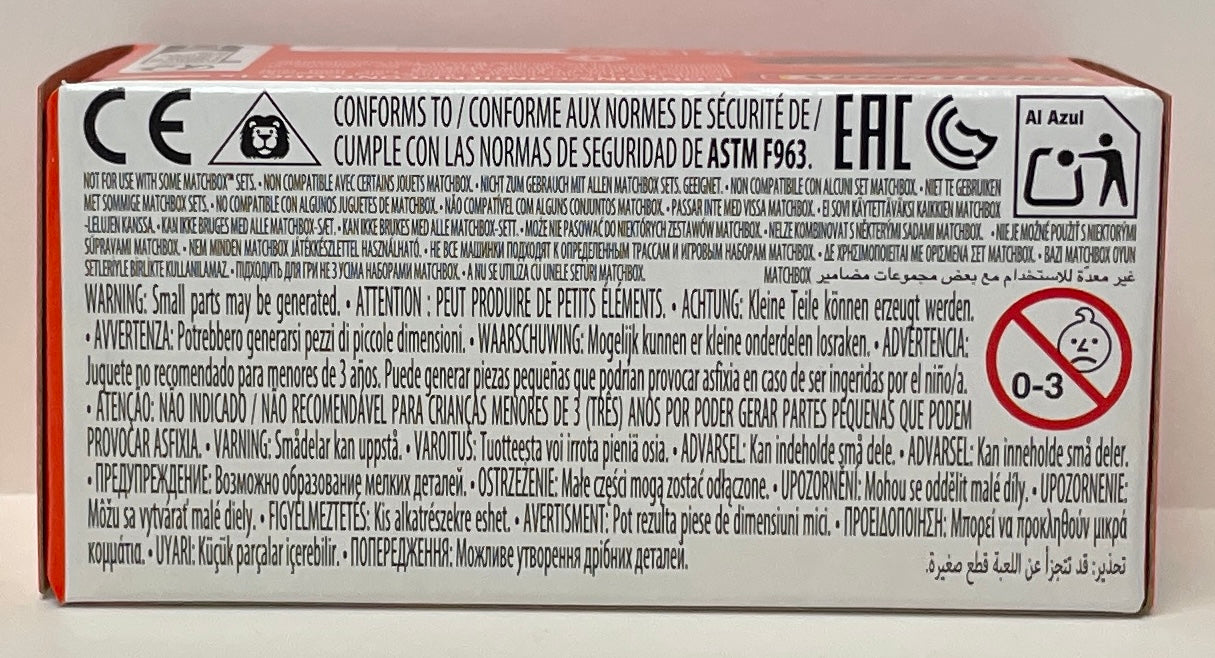 CE
CONFORMS TO / CONFORME AUX NORMES DE SÉCURITÉ DE /
CUMPLE CON LAS NORMAS DE SEGURIDAD DE ASTM F963.
EAC
Al Azul
NOT FOR USE WITH SOME MATCHBOX™ SETS. • NON COMPATIBLE AVEC CERTAINS JOUETS MATCHBOX. • NICHT ZUM GEBRAUCH MIT ALLEN MATCHBOX SETS. GEEIGNET. • NON COMPATIBILE CON ALCUNI SET MATCHBOX. • NIET TE GEBRUIKEN
MET SOMMIGE MATCHBOX SETS. • NO COMPATIBLE CON ALGUNOS JUGUETES DE MATCHBOX. • NÃO COMPATÍVEL COM ALGUNS CONJUNTOS MATCHBOX. • PASSAR INTE MED VISSA MATCHBOX. • EI SOVI KÄYTETTÄVÄKSI KAIKKIEN MATCHBOX
-LELUJEN KANSSA. • KAN IKKE BRUGES MED ALLE MATCHBOX-SÆT. • KAN IKKE BRUKES MED ALLE MATCHBOX-SETT. • MOŻE NIE PASOWAĆ DO NIEKTÓRYCH ZESTAWÓW MATCHBOX. • NELZE KOMBINOVAT S NĚKTERÝMI SADAMI MATCHBOX. • NIE JE MOŽNÉ POUŽIŤ S NIEKTORÝMI
SÚPRAVAMI MATCHBOX. • NEM MINDEN MATCHBOX JÁTÉKKÉSZLETTEL HASZNÁLHATÓ. • НЕ ВСЕ МАШИНКИ ПОДХОДЯТ К ОПРЕДЕЛЕННЫМ ТРАССАМ И ИГРОВЫМ НАБОРАМ MATCHBOX. • ΔΕ ΧΡΗΣΙΜΟΠΟΙΕΙΤΑΙ ΜΕ ΟΡΙΣΜΕΝΑ ΣΕΤ MATCHBOX. • BAZI MATCHBOX OYUN
SETLERİYLE BİRLİKTE KULLANILAMAZ. • ПІДХОДИТЬ ДЛЯ ГРИ НЕ З УСІМА НАБОРАМИ MATCHBOX. • A NU SE UTILIZA CU UNELE SETURI MATCHBOX.
غير معدّة للاستخدام مع بعض مجموعات مضامير MATCHBOX
WARNING: Small parts may be generated. • ATTENTION : PEUT PRODUIRE DE PETITS ÉLÉMENTS. • ACHTUNG: Kleine Teile können erzeugt werden.
• AVVERTENZA: Potrebbero generarsi pezzi di piccole dimensioni. • WAARSCHUWING: Mogelijk kunnen er kleine onderdelen losraken. • ADVERTENCIA:
Juguete no recomendado para menores de 3 años. Puede generar piezas pequeñas que podrían provocar asfixia en caso de ser ingeridas por el niño/a.
• ATENÇÃO: NÃO INDICADO / NÃO RECOMENDÁVEL PARA CRIANÇAS MENORES DE 3 (TRÊS) ANOS POR PODER GERAR PARTES PEQUENAS QUE PODEM
PROVOCAR ASFIXIA. • VARNING: Smådelar kan uppstå. • VAROITUS: Tuotteesta voi irrota pieniä osia. • ADVARSEL: Kan indeholde små dele. • ADVARSEL: Kan inneholde små deler.
• ПРЕДУПРЕЖДЕНИЕ: Возможно образование мелких деталей. • OSTRZEŻENIE: Małe części mogą zostać odłączone. • UPOZORNĚNÍ: Mohou se oddělit malé díly. • UPOZORNENIE:
Môžu sa vytvárať malé diely. • FIGYELMEZTETÉS: Kis alkatrészekre eshet. • AVERTISMENT: Pot rezulta piese de dimensiuni mici. • ΠΡΟΕΙΔΟΠΟΙΗΣΗ: Μπορεί να προκληθούν μικρά
κομμάτια. • UYARI: Küçük parçalar içerebilir. • ПОПЕРЕДЖЕННЯ: Можливе утворення дрібних деталей.
تحذير: قد تتجزأ عن اللعبة قطع صغيرة.
0-3